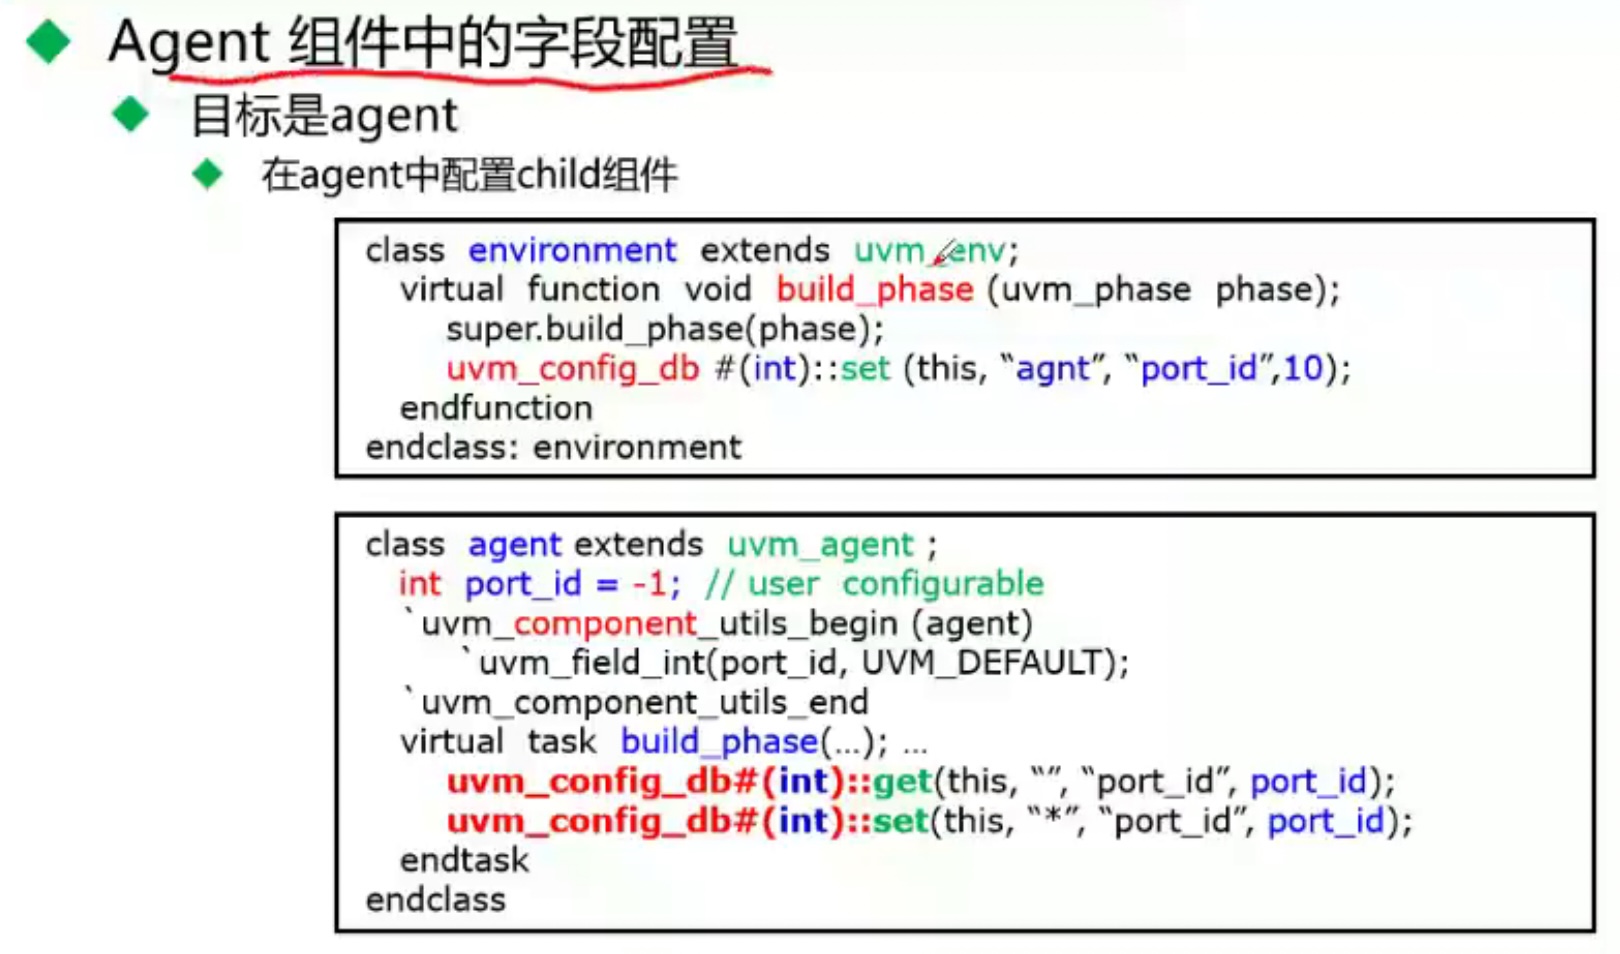 Agent 组件中的字段配置
目标是agent
在agent中配置child组件
class environment extends uvm_env;
virtual function void build_phase (uvm_phase phase);
super.build_phase(phase);
uvm_config_db #(int)::set (this, “agnt”, “port_id”,10);
endfunction
endclass: environment
class agent extends uvm_agent ;
int port_id = -1; // user configurable
`uvm_component_utils_begin (agent)
`uvm_field_int(port_id, UVM_DEFAULT);
`uvm_component_utils_end
virtual task build_phase(...); ...
uvm_config_db#(int)::get(this, “”, “port_id”, port_id);
uvm_config_db#(int)::set(this, “*”, “port_id”, port_id);
endtask
endclass